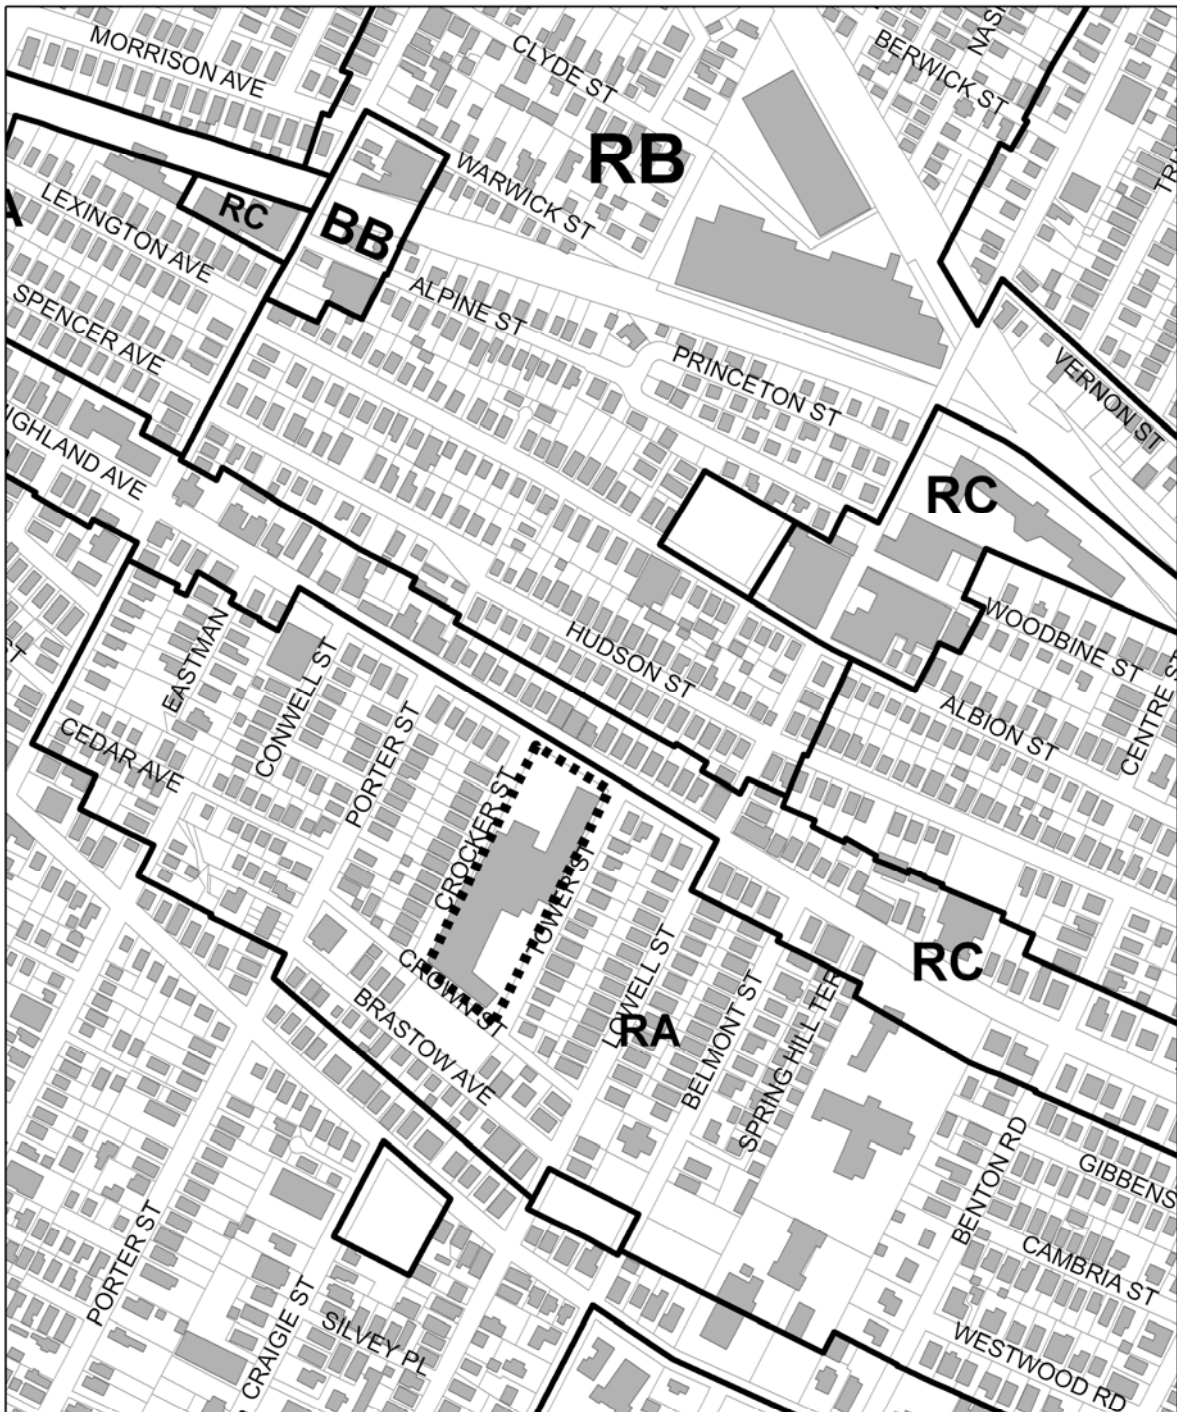 MORRISON AVE
CLYDE ST
BERWICK ST
RB
WARWICK ST
RC
BB
LEXINGTON AVE
ALPINE ST
SPENCER AVE
PRINCETON ST
VERNON ST
RC
HUDSON ST
WOODBINE ST
ALBION ST
EASTMAN
CONWELL ST
CEDAR AVE
PORTER ST
CROCKER ST
TOWER ST
CROWN ST
BRASTOW AVE
LOWELL ST
RA
BELMONT ST
SPRING HILL TER
RC
BENTON RD
GIBBENS
CAMBRIA ST
WESTWOOD RD
PORTER ST
CRAIGIE ST
SILVEY PL